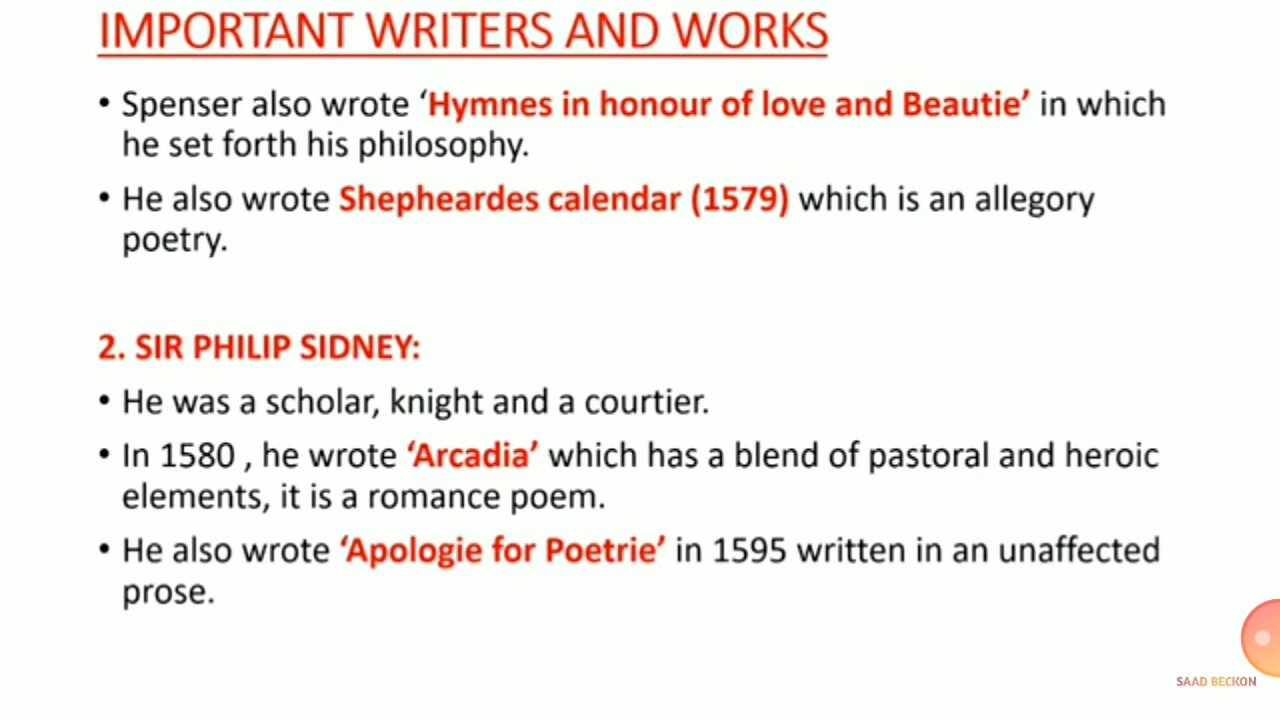 IMPORTANT WRITERS AND WORKS
• Spenser also wrote ‘Hymnes in honour of love and Beautie’ in which
he set forth his philosophy.
• He also wrote Shepheardes calendar (1579) which is an allegory
poetry.
2. SIR PHILIP SIDNEY:
• He was a scholar, knight and a courtier.
• In 1580 , he wrote ‘Arcadia’ which has a blend of pastoral and heroic
elements, it is a romance poem.
• He also wrote ‘Apologie for Poetrie’ in 1595 written in an unaffected
prose.
SAAD BECKON